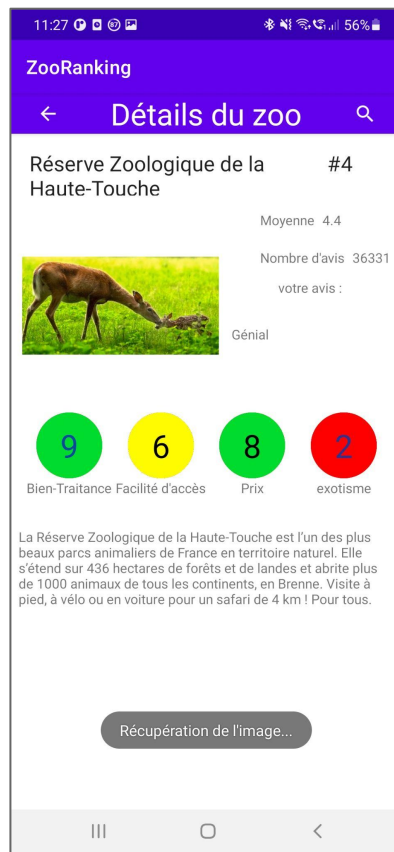 11:27 87 56%
ZooRanking
Détails du zoo
Réserve Zoologique de la #4
Haute-Touche
Moyenne 4.4
Nombre d'avis 36331
votre avis :
Génial
9 6 8 2
Bien-Traitance Facilité d'accès Prix exotisme
La Réserve Zoologique de la Haute-Touche est l'un des plus
beaux parcs animaliers de France en territoire naturel. Elle
s'étend sur 436 hectares de forêts et de landes et abrite plus
de 1000 animaux de tous les continents, en Brenne. Visite à
pied, à vélo ou en voiture pour un safari de 4 km ! Pour tous.
Récupération de l'image...